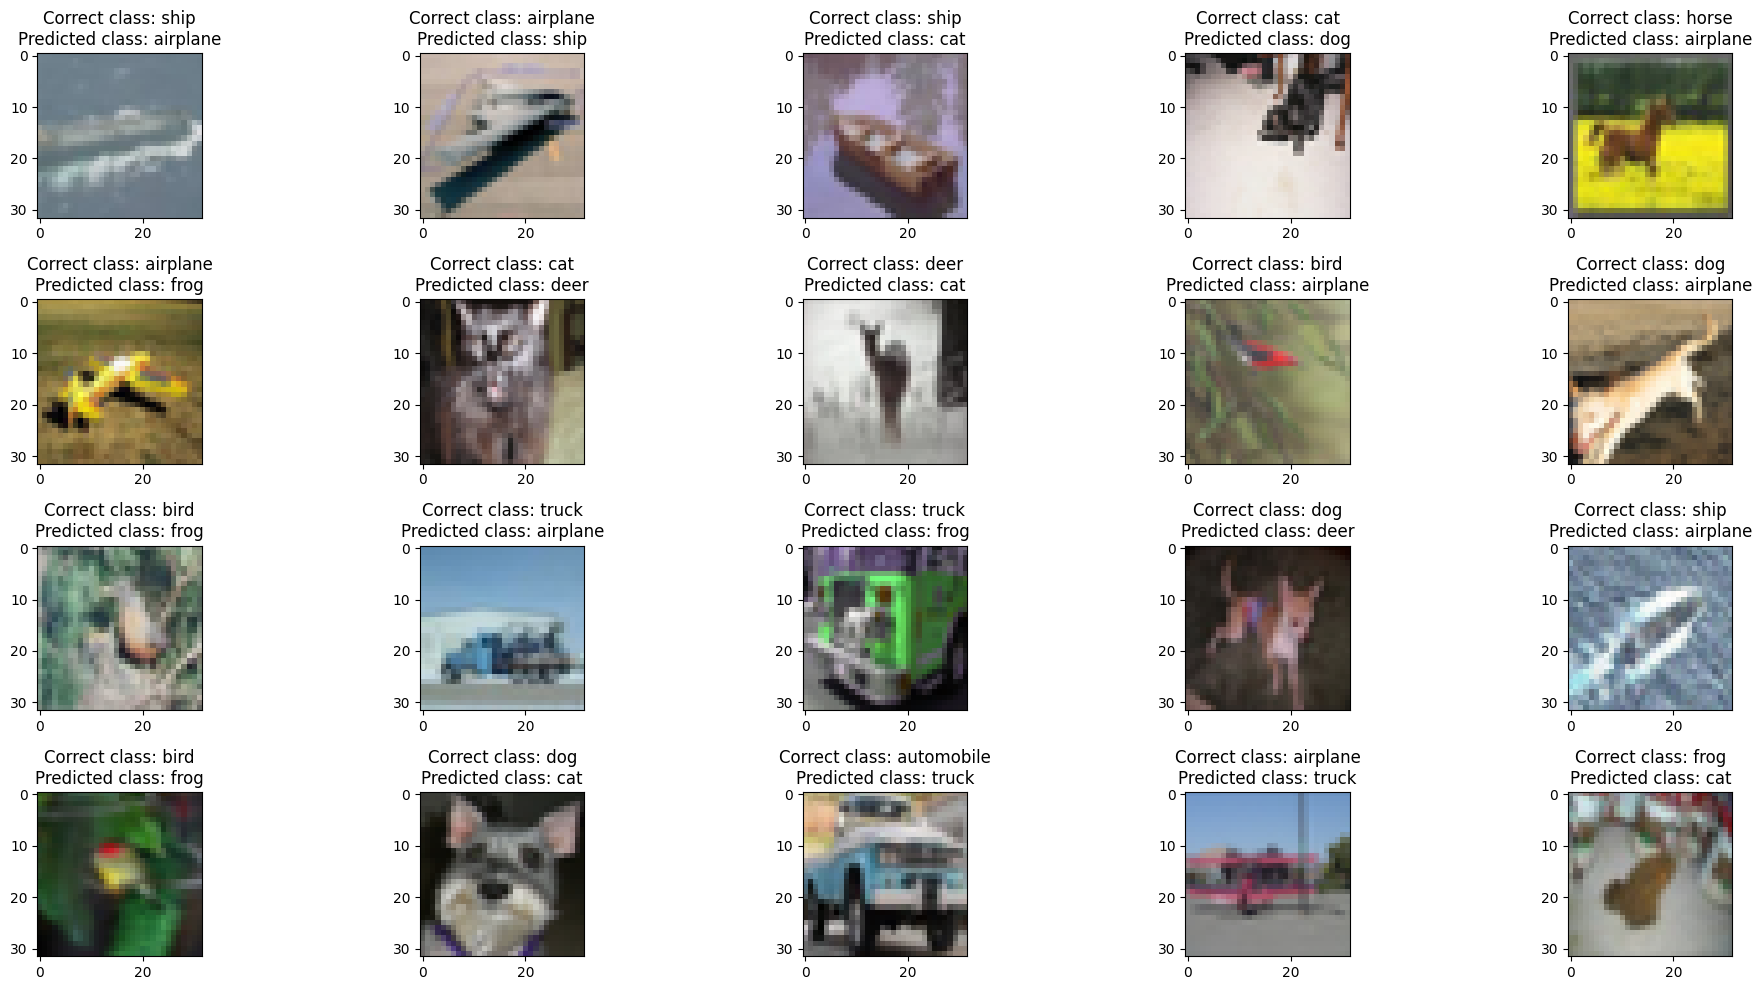 Correct class: ship
Predicted class: airplane
Correct class: airplane
Predicted class: ship
Correct class: ship
Predicted class: cat
Correct class: cat
Predicted class: dog
Correct class: horse
Predicted class: airplane
0
10
20
30
0 20
0
10
20
30
0 20
0
10
20
30
0 20
0
10
20
30
0 20
0
10
20
30
0 20
Correct class: airplane
Predicted class: frog
Correct class: cat
Predicted class: deer
Correct class: deer
Predicted class: cat
Correct class: bird
Predicted class: airplane
Correct class: dog
Predicted class: airplane
0
10
20
30
0 20
0
10
20
30
0 20
0
10
20
30
0 20
0
10
20
30
0 20
0
10
20
30
0 20
Correct class: bird
Predicted class: frog
Correct class: truck
Predicted class: airplane
Correct class: truck
Predicted class: frog
Correct class: dog
Predicted class: deer
Correct class: ship
Predicted class: airplane
0
10
20
30
0 20
0
10
20
30
0 20
0
10
20
30
0 20
0
10
20
30
0 20
0
10
20
30
0 20
Correct class: bird
Predicted class: frog
Correct class: dog
Predicted class: cat
Correct class: automobile
Predicted class: truck
Correct class: airplane
Predicted class: truck
Correct class: frog
Predicted class: cat
0
10
20
30
0 20
0
10
20
30
0 20
0
10
20
30
0 20
0
10
20
30
0 20
0
10
20
30
0 20